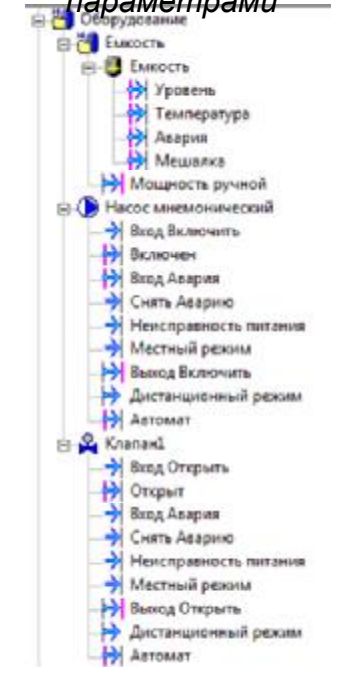 параметрами
Оборудование
Емкость
Емкость
Уровень
Температура
Авария
Мешалка
Мощность ручной
Насос мнемонический
Вход Включить
Включен
Вход Авария
Снять Аварию
Неисправность питания
Местный режим
Выход Включить
Дистанционный режим
Автомат
Клапан1
Вход Открыть
Открыт
Вход Авария
Снять Аварию
Неисправность питания
Местный режим
Выход Открыть
Дистанционный режим
Автомат